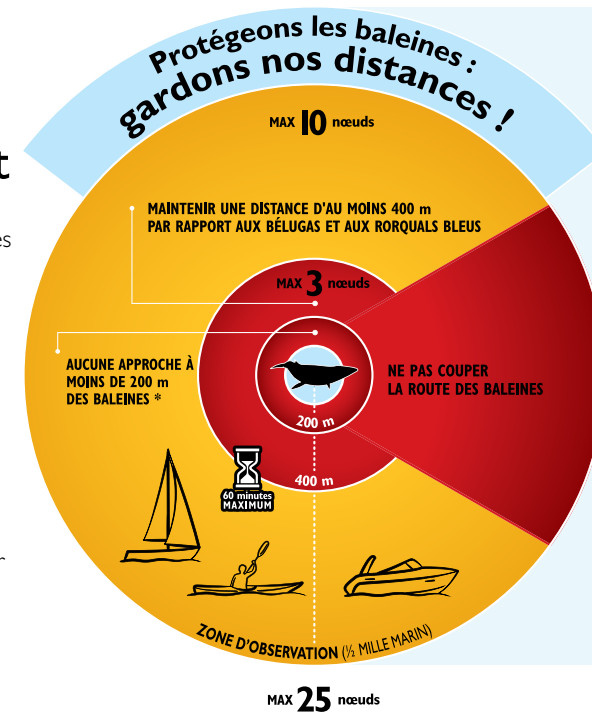 Protégeons les baleines :
gardons nos distances !
MAX 10 nœuds
t
MAINTENIR UNE DISTANCE D'AU MOINS 400 m
PAR RAPPORT AUX BÉLUGAS ET AUX RORQUALS BLEUS
es
MAX 3 nœuds
AUCUNE APPROCHE À
MOINS DE 200 m
DES BALEINES *
NE PAS COUPER
LA ROUTE DES BALEINES
200 m
400 m
60 minutes
MAXIMUM
r
ZONE D'OBSERVATION (½ MILLE MARIN)
MAX 25 nœuds